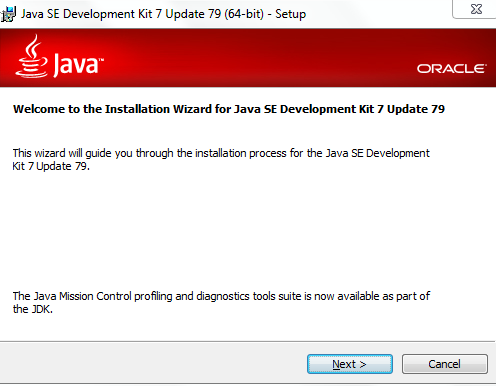 Java SE Development Kit 7 Update 79 (64-bit) - Setup
Java™
ORACLE®
Welcome to the Installation Wizard for Java SE Development Kit 7 Update 79
This wizard will guide you through the installation process for the Java SE Development
Kit 7 Update 79.
The Java Mission Control profiling and diagnostics tools suite is now available as part of
the JDK.
Next >
Cancel